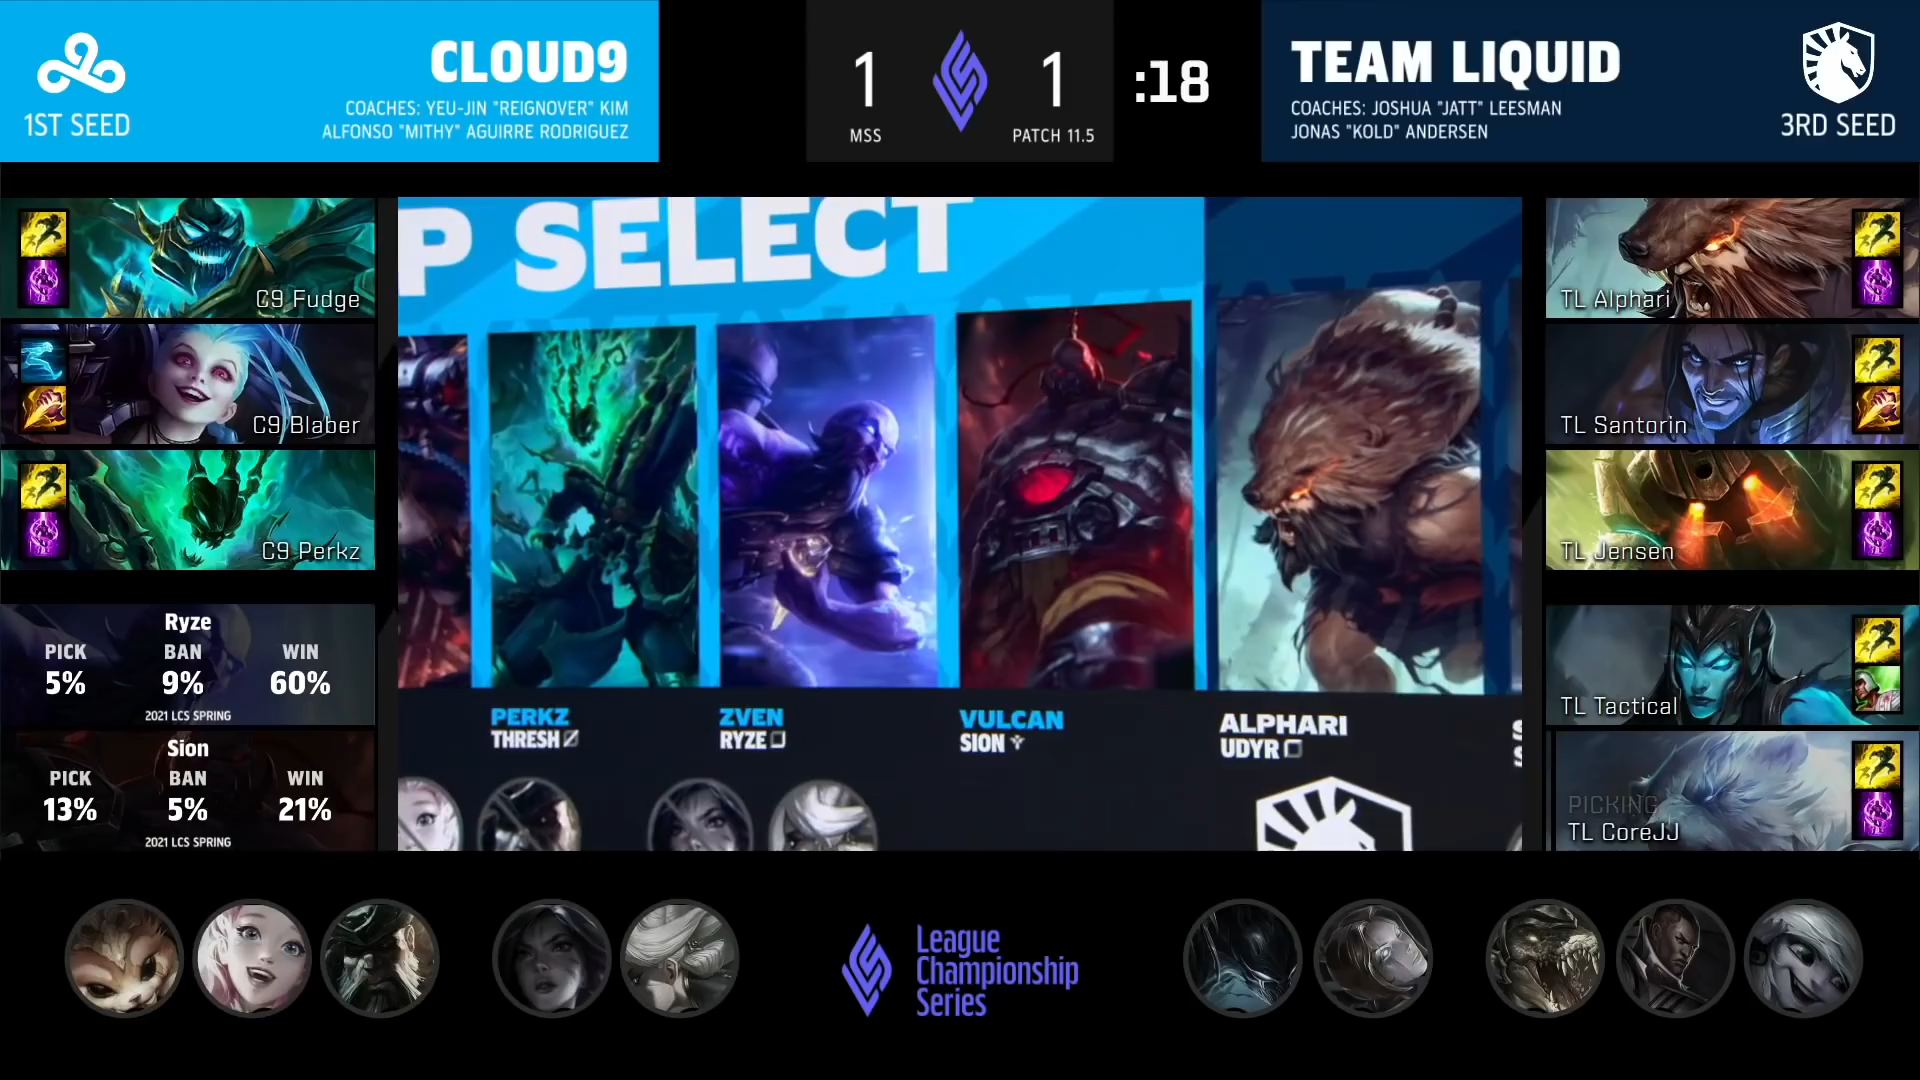 CLOUD9
COACHES: YEU-JIN "REIGNOVER" KIM
ALFONSO "MITHY" AGUIRRE RODRIGUEZ
1ST SEED
1
MSS
1
PATCH 11.5
:18
TEAM LIQUID
COACHES: JOSHUA "JATT" LEESMAN
JONAS "KOLD" ANDERSEN
3RD SEED
C9 Fudge
C9 Blaber
C9 Perkz
Ryze
PICK BAN WIN
5% 9% 60%
2021 LCS SPRING
Sion
PICK BAN WIN
13% 5% 21%
2021 LCS SPRING
P SELECT
PERKZ
THRESH
ZVEN
RYZE
VULCAN
SION
ALPHARI
UDYR
S
S
TL Alphari
TL Santorin
TL Jensen
TL Tactical
PICKING
TL CoreJJ
League
Championship
Series